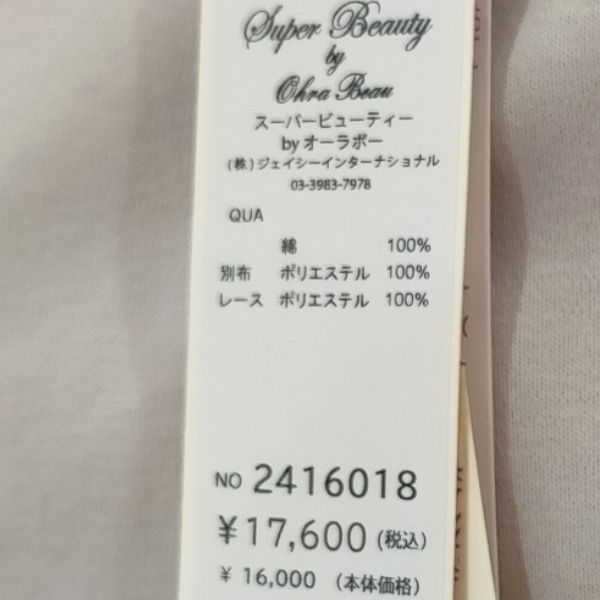 Super Beauty
by
Ohra Beau
スーパービューティー
by オーラボー
(株)ジェイシーインターナショナル
03-3983-7978
QUA
綿 100%
別布 ポリエステル 100%
レース ポリエステル 100%
NO 2416018
¥17,600 (税込)
¥ 16,000 (本体価格)